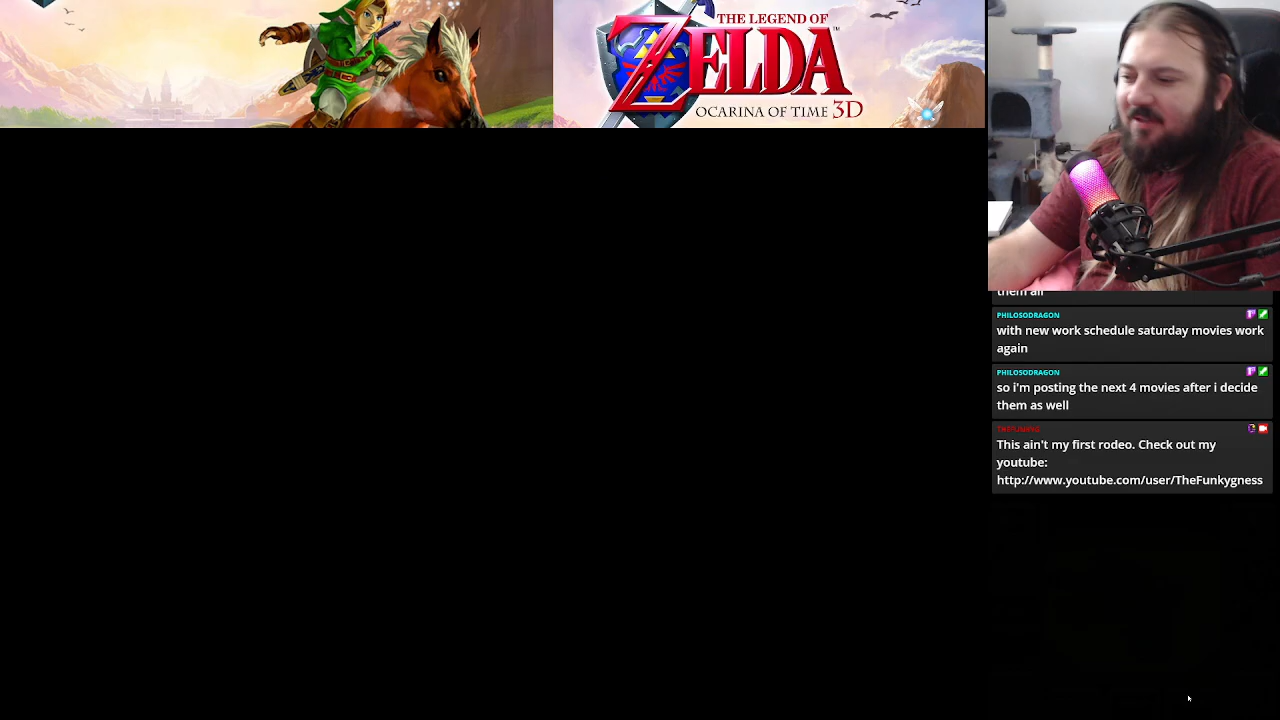 THE LEGEND OF
ZELDA
OCARINA OF TIME 3D
them all
PHILOSODRAGON
with new work schedule saturday movies work
again
PHILOSODRAGON
so i'm posting the next 4 movies after i decide
them as well
This ain't my first rodeo. Check out my
youtube:
http://www.youtube.com/user/TheFunkygness